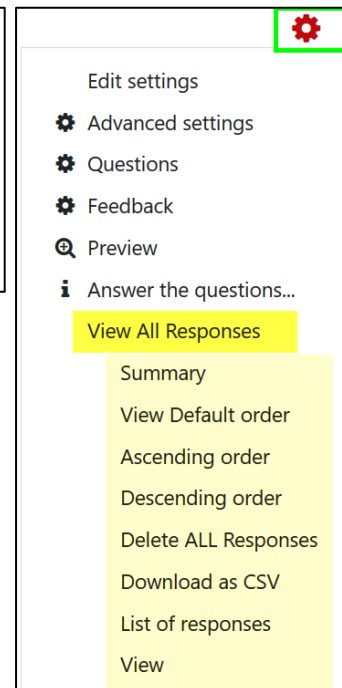 Edit settings
Advanced settings
Questions
Feedback
Preview
Answer the questions...
View All Responses
Summary
View Default order
Ascending order
Descending order
Delete ALL Responses
Download as CSV
List of responses
View